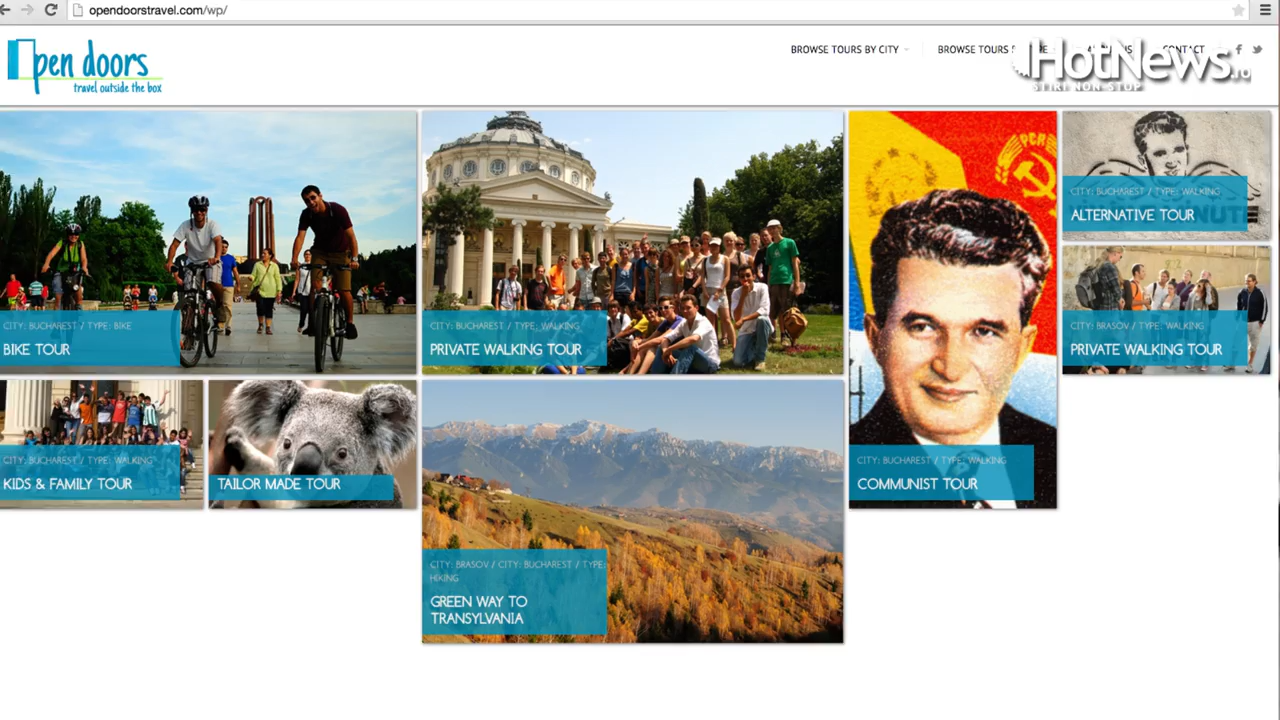 opendoorstravel.com/wp/
Open doors
travel outside the box
BROWSE TOURS BY CITY
BROWSE TOURS
CONTACT
HotNews.ro
STIRI NON-STOP
CITY: BUCHAREST / TYPE: BIKE
BIKE TOUR
CITY: BUCHAREST / TYPE: WALKING
PRIVATE WALKING TOUR
PCR
CITY: BUCHAREST / TYPE: WALKING
COMMUNIST TOUR
CITY: BUCHAREST / TYPE: WALKING
ALTERNATIVE TOUR
CITY: BRASOV / TYPE: WALKING
PRIVATE WALKING TOUR
CITY: BUCHAREST / TYPE: WALKING
KIDS & FAMILY TOUR
TAILOR MADE TOUR
CITY: BRASOV / CITY: BUCHAREST / TYPE:
HIKING
GREEN WAY TO
TRANSYLVANIA